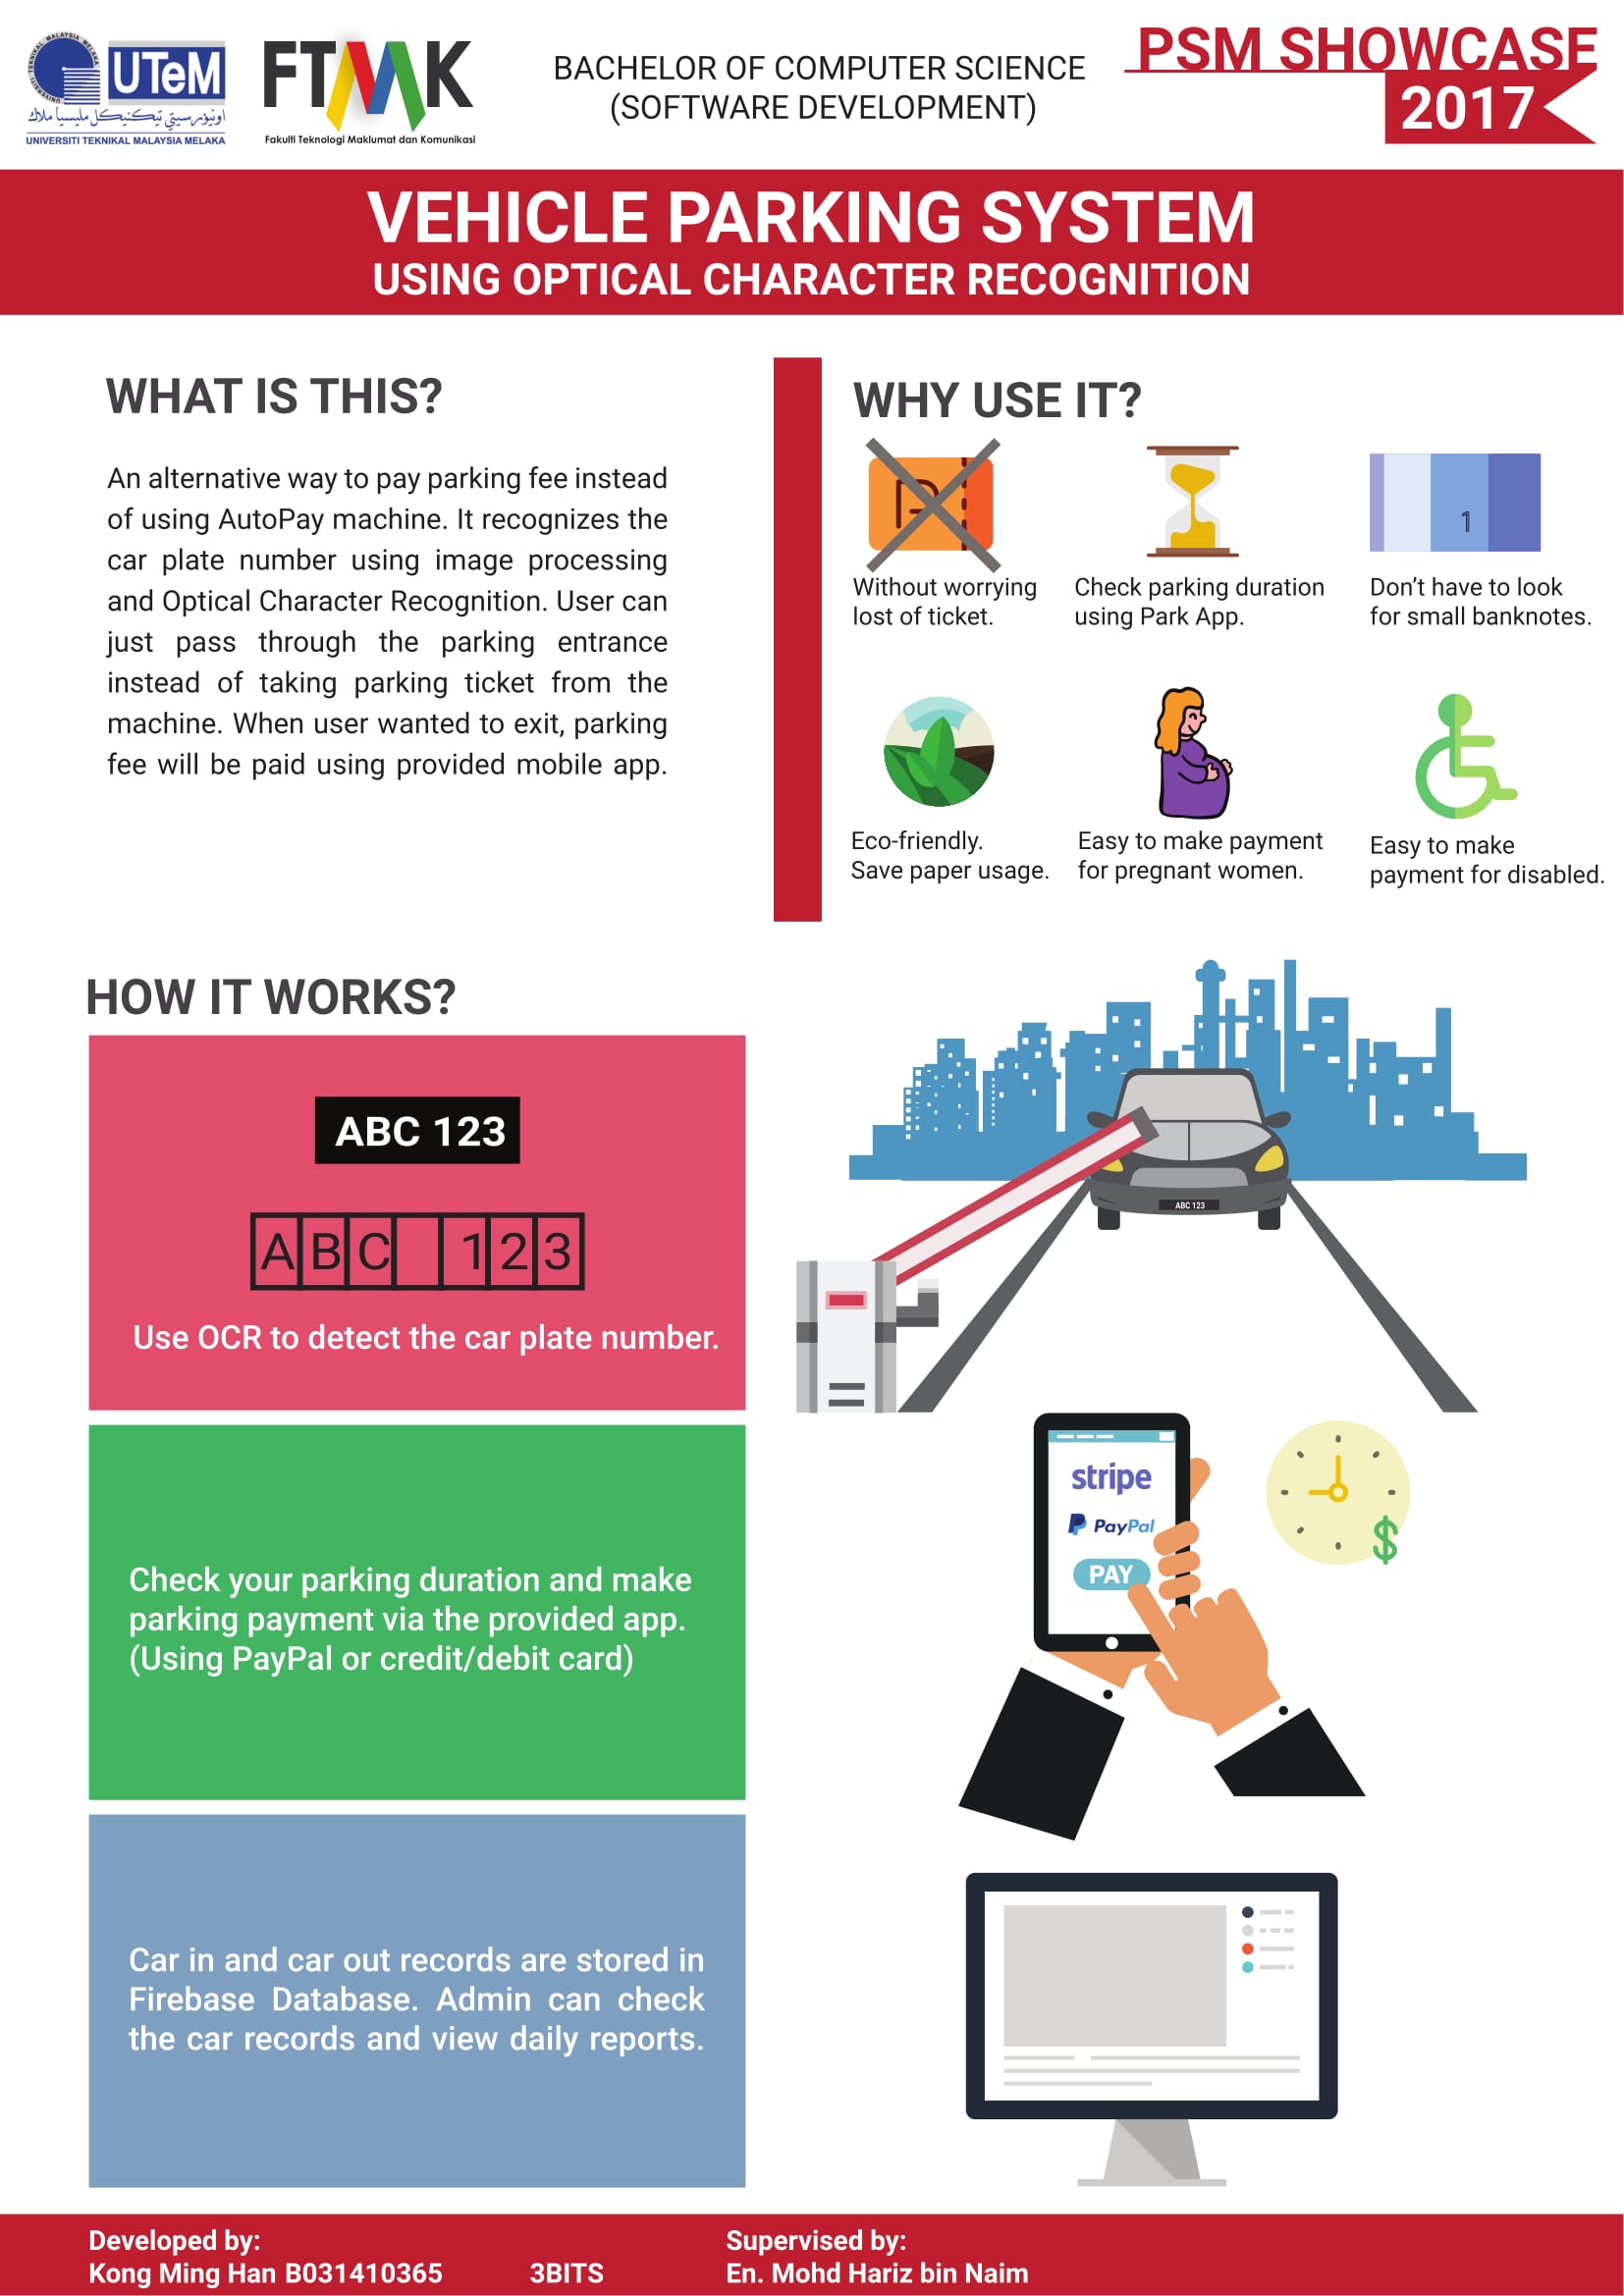 UNIVERSITI TEKNIKAL MALAYSIA MELAKA
UTeM
اونيۏرسيتي تيكنيكل مليسيا ملاك
UNIVERSITI TEKNIKAL MALAYSIA MELAKA
FTMK
Fakulti Teknologi Maklumat dan Komunikasi
BACHELOR OF COMPUTER SCIENCE
(SOFTWARE DEVELOPMENT)
PSM SHOWCASE
2017
VEHICLE PARKING SYSTEM
USING OPTICAL CHARACTER RECOGNITION
WHAT IS THIS?
An alternative way to pay parking fee instead
of using AutoPay machine. It recognizes the
car plate number using image processing
and Optical Character Recognition. User can
just pass through the parking entrance
instead of taking parking ticket from the
machine. When user wanted to exit, parking
fee will be paid using provided mobile app.
WHY USE IT?
Without worrying
lost of ticket.
Check parking duration
using Park App.
1
Don’t have to look
for small banknotes.
Eco-friendly.
Save paper usage.
Easy to make payment
for pregnant women.
Easy to make
payment for disabled.
HOW IT WORKS?
ABC 123
ABC 123
Use OCR to detect the car plate number.
ABC 123
Check your parking duration and make
parking payment via the provided app.
(Using PayPal or credit/debit card)
stripe
PayPal
PAY
$
Car in and car out records are stored in
Firebase Database. Admin can check
the car records and view daily reports.
Developed by:
Kong Ming Han B031410365 3BITS
Supervised by:
En. Mohd Hariz bin Naim